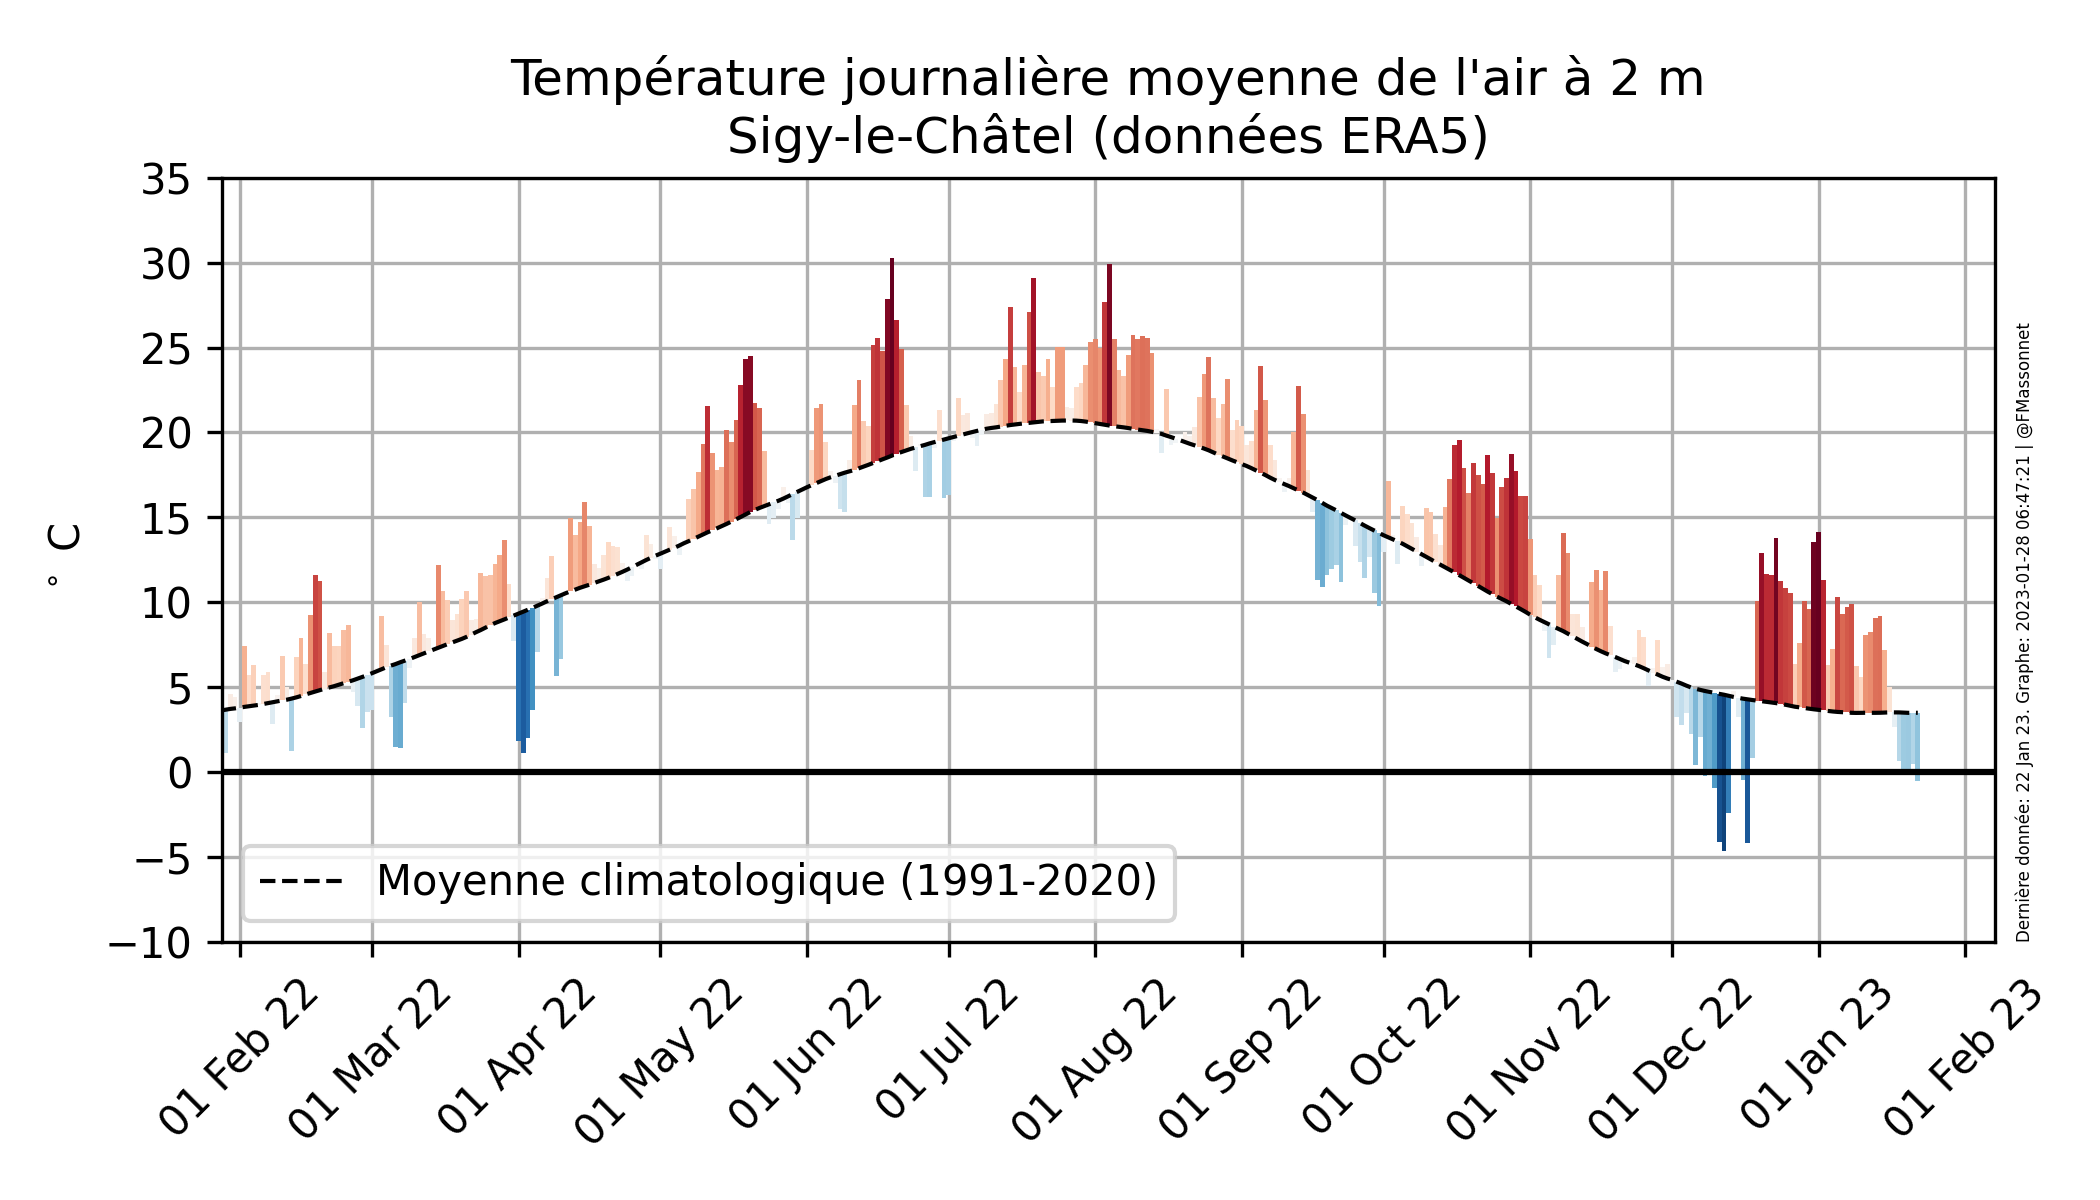 Température journalière moyenne de l'air à 2 m
Sigy-le-Châtel (données ERA5)
35
30
25
20
15
10
5
0
−5
−10
° C
Moyenne climatologique (1991-2020)
01 Feb 22
01 Mar 22
01 Apr 22
01 May 22
01 Jun 22
01 Jul 22
01 Aug 22
01 Sep 22
01 Oct 22
01 Nov 22
01 Dec 22
01 Jan 23
01 Feb 23
Dernière donnée: 22 Jan 23. Graphe: 2023-01-28 06:47:21 | @FMassonnet